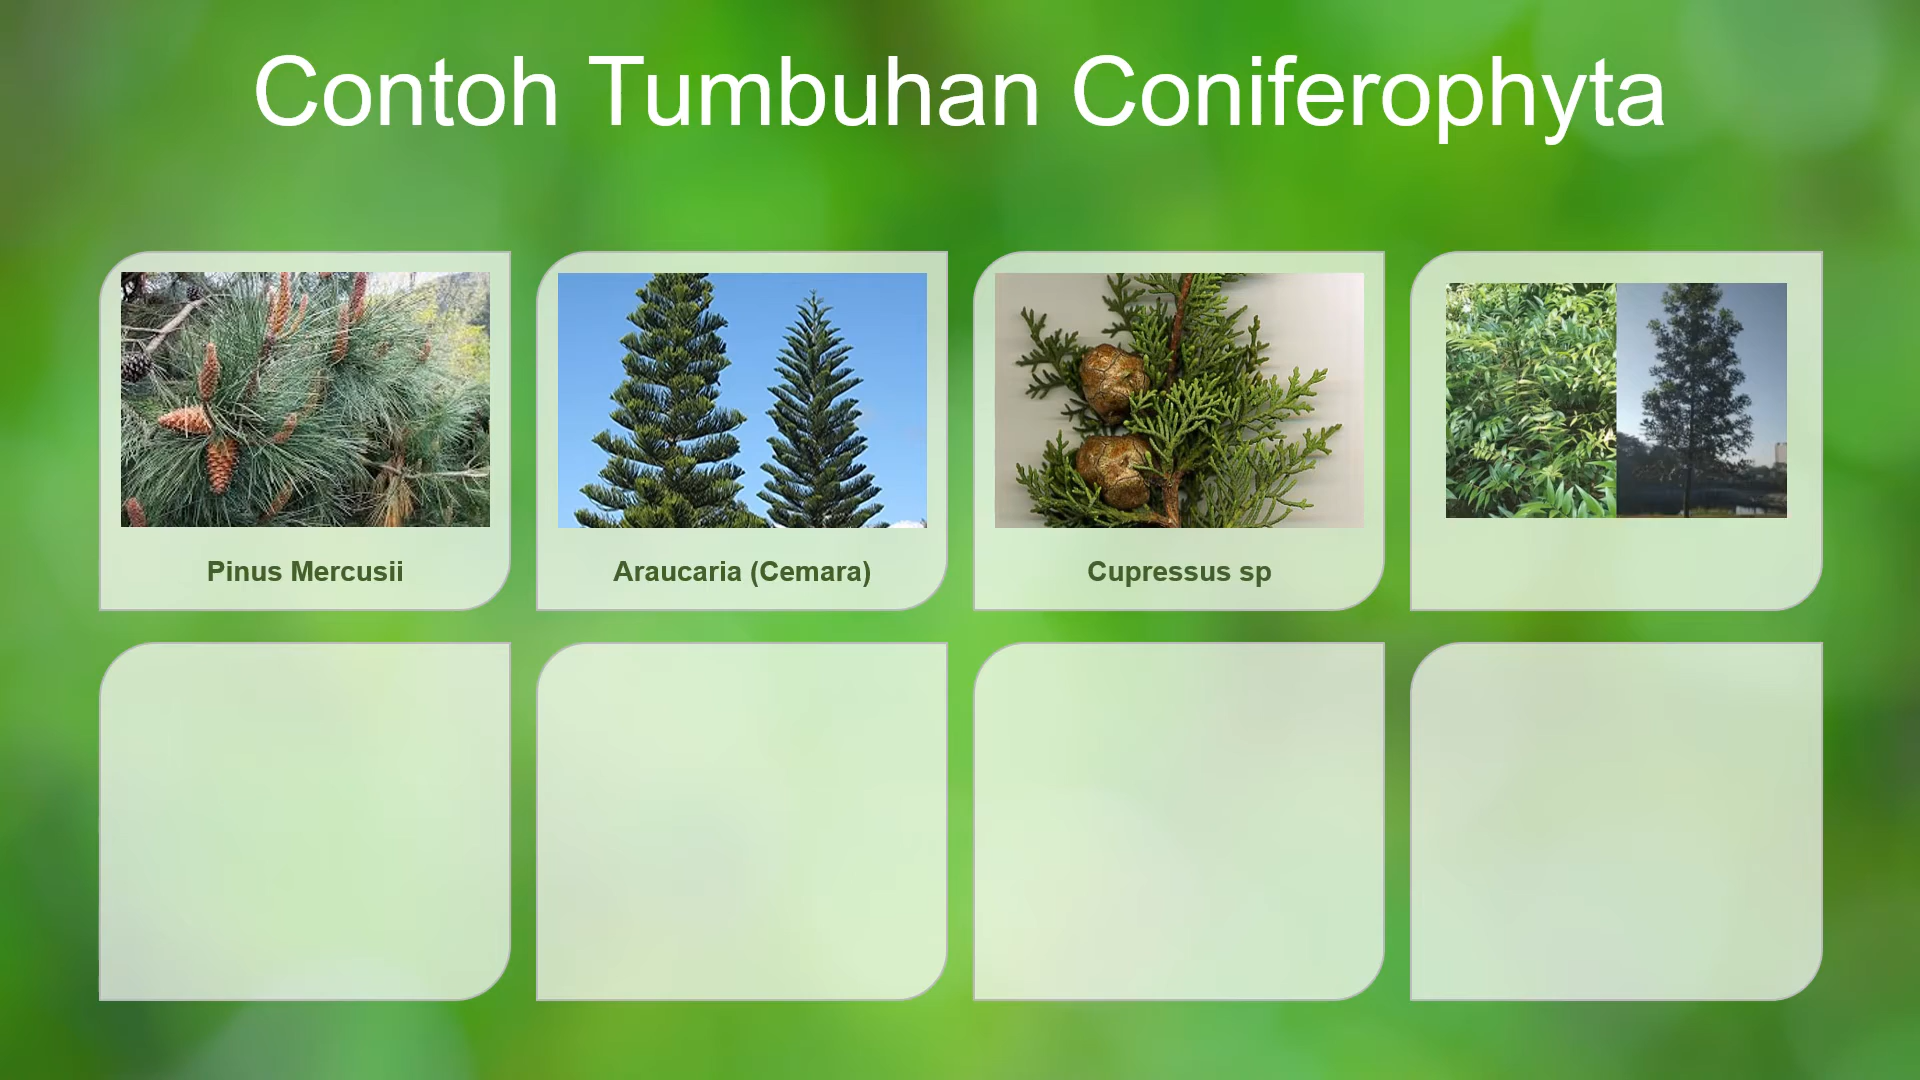 Contoh Tumbuhan Coniferophyta
Pinus Mercusii
Araucaria (Cemara)
Cupressus sp